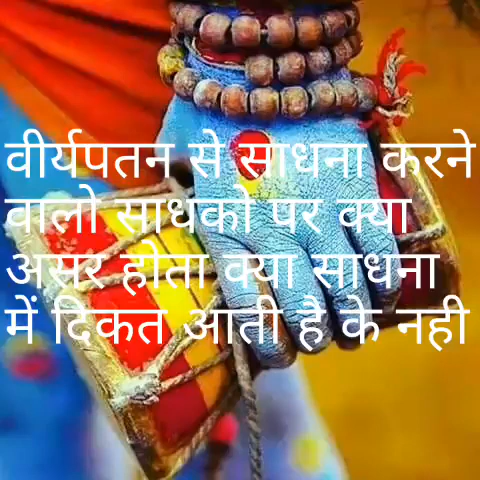 वीर्यपतन से साधना करने
वालो साधको पर क्या
असर होता क्या साधना
में दिकत आती है के नही